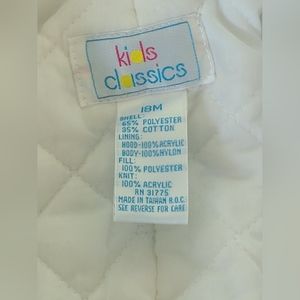 kids
classics
18M
SHELL:
65% POLYESTER
35% COTTON
LINING:
HOOD-100% ACRYLIC
BODY-100% NYLON
FILL:
100% POLYESTER
KNIT:
100% ACRYLIC
RN 31775
MADE IN TAIWAN R.O.C.
SEE REVERSE FOR CARE